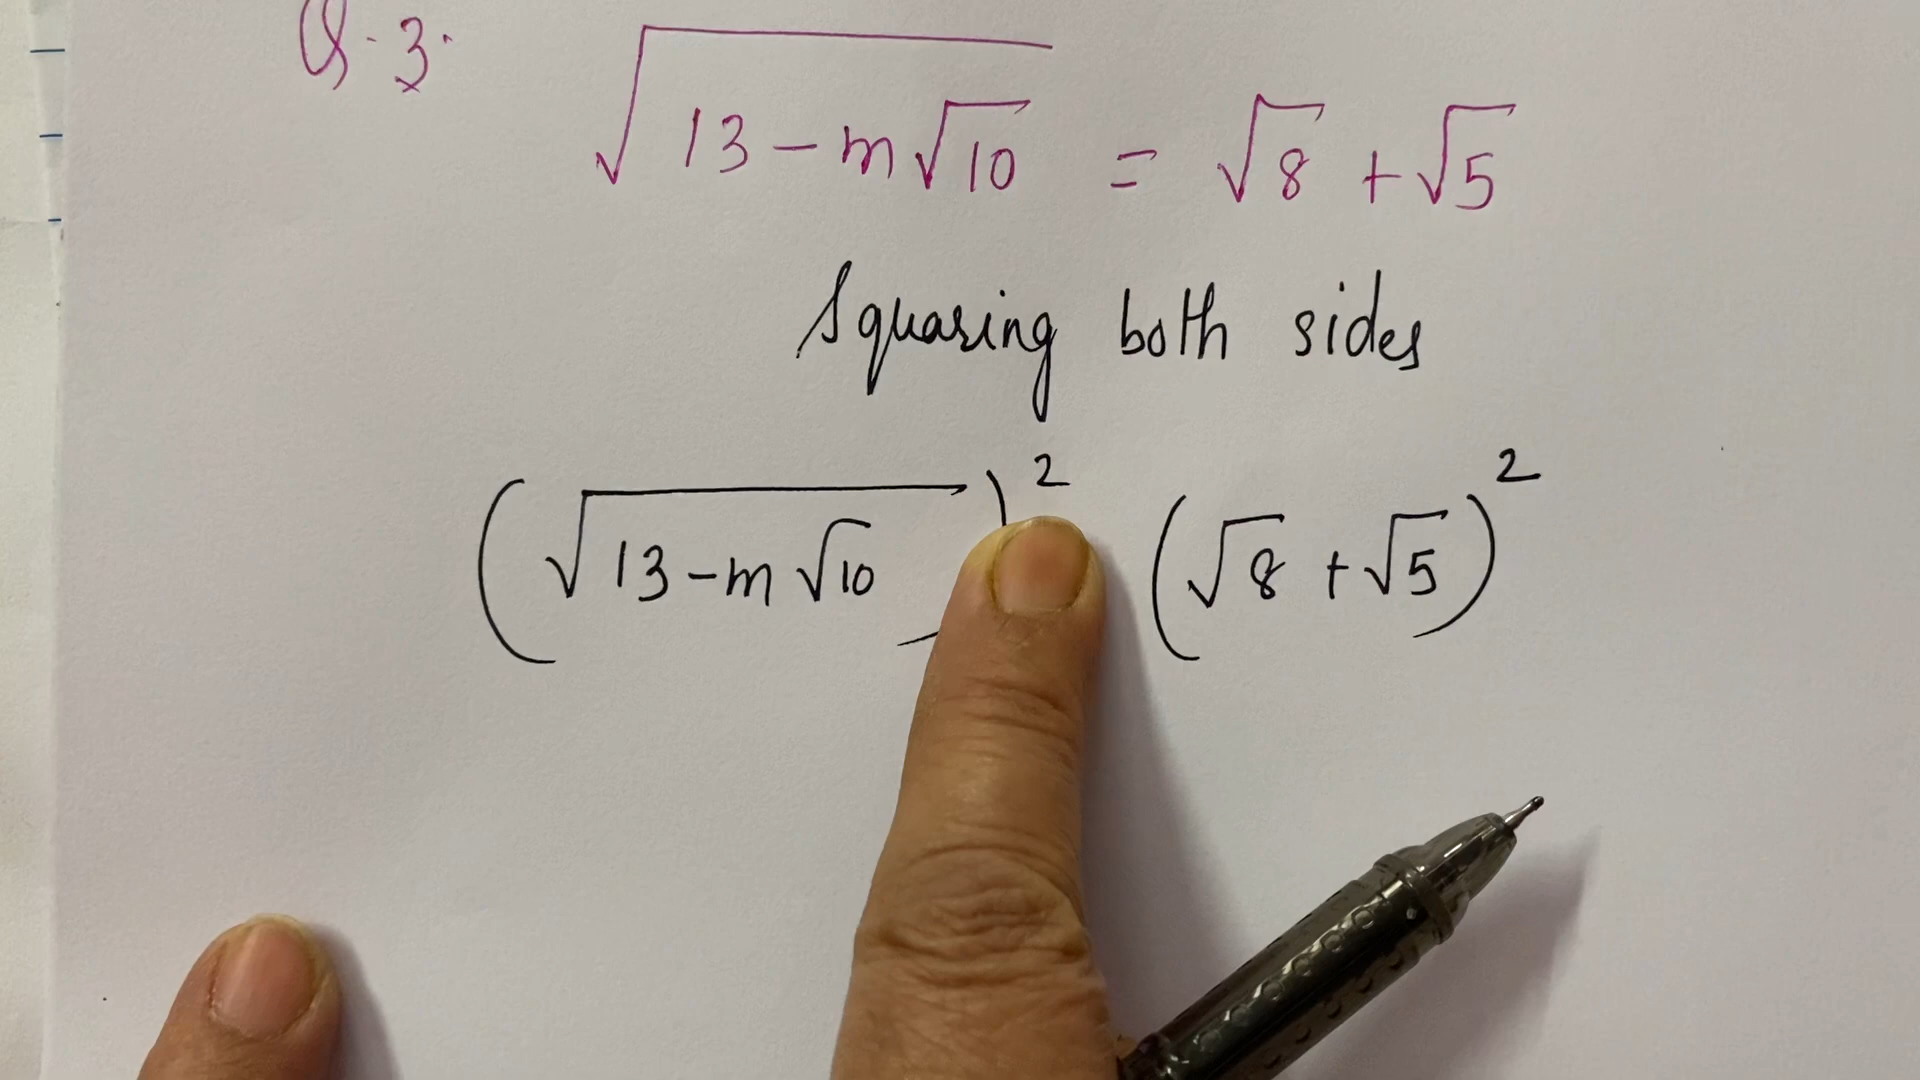 Q.3. √(13-m√10) = √8 + √5
Squaring both sides
(√(13-m√10))² (√8 + √5)²